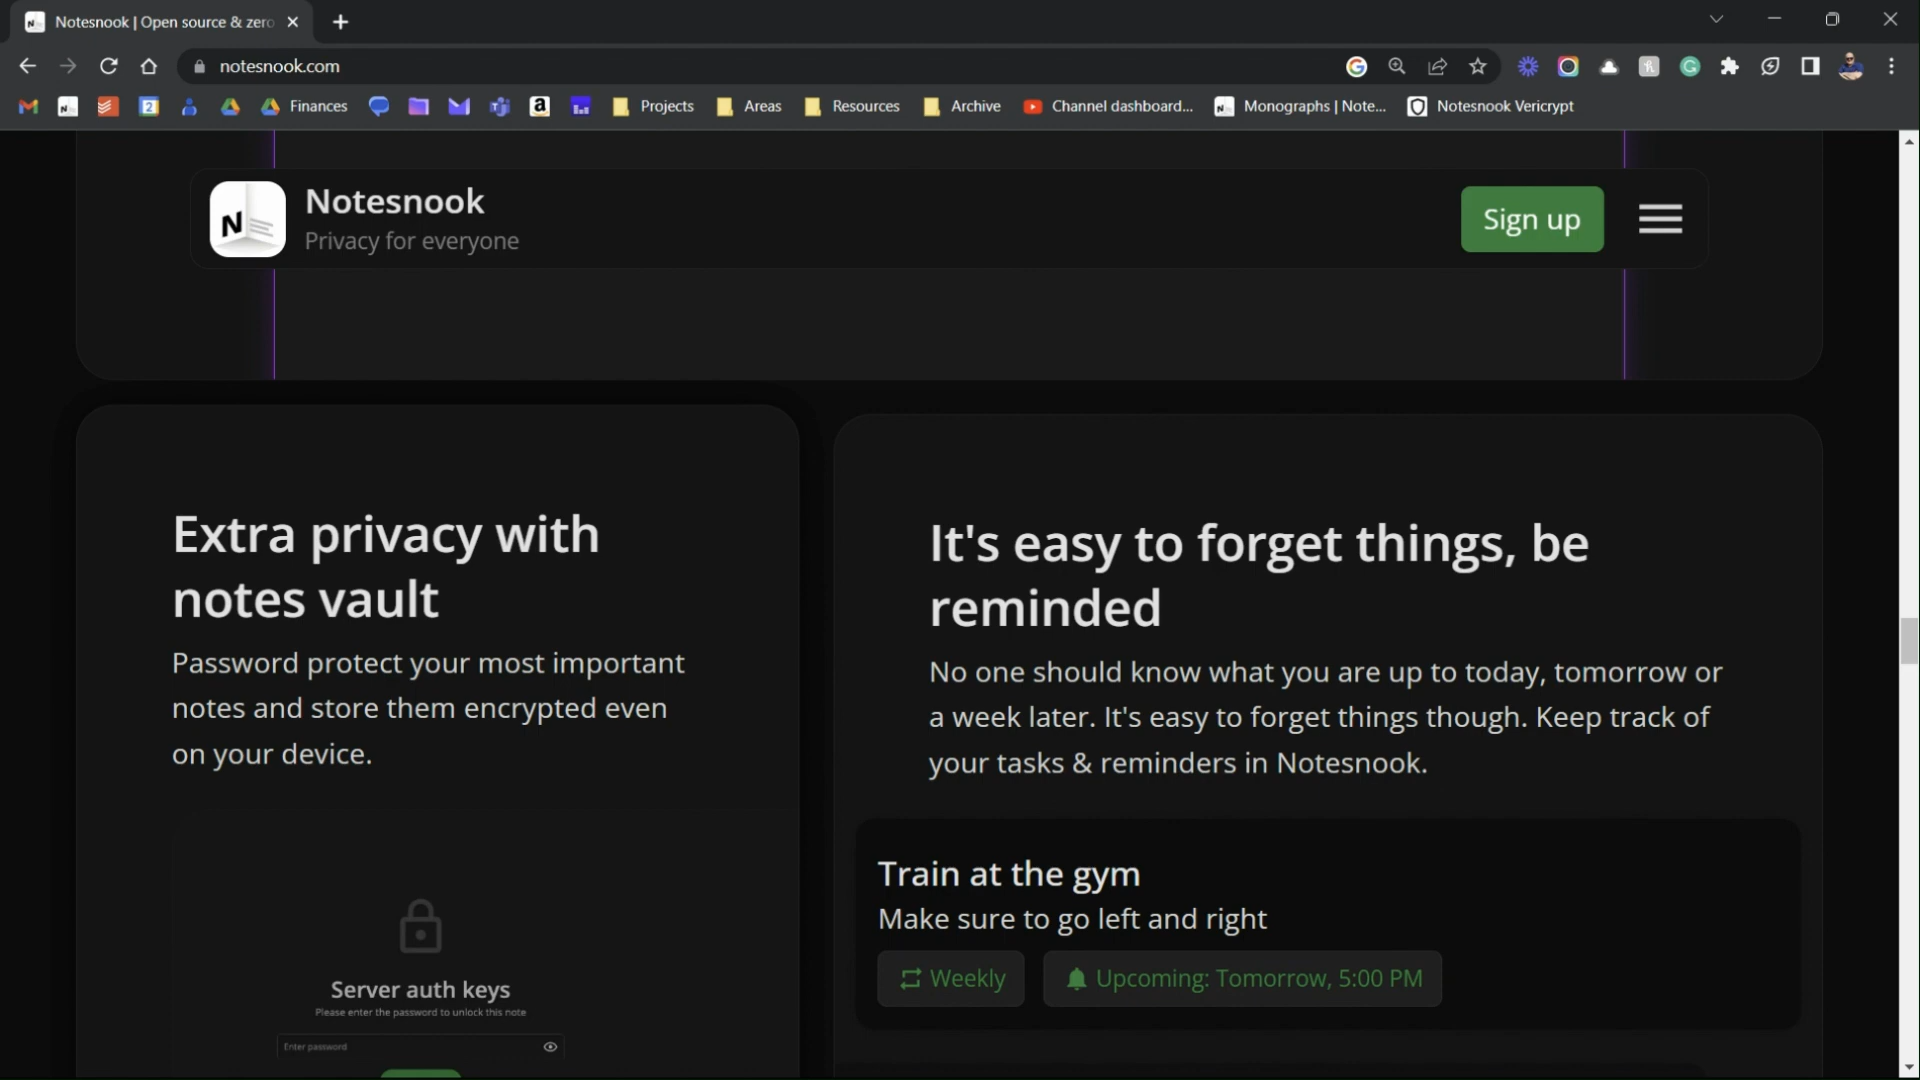 Notesnook | Open source & zero
notesnook.com
2
Finances
a
Projects
Areas
Resources
Archive
Channel dashboard...
Monographs | Note...
Notesnook Vericrypt
N
Notesnook
Privacy for everyone
Sign up
Extra privacy with
notes vault
Password protect your most important
notes and store them encrypted even
on your device.
Server auth keys
Please enter the password to unlock this note
Enter password
It's easy to forget things, be
reminded
No one should know what you are up to today, tomorrow or
a week later. It's easy to forget things though. Keep track of
your tasks & reminders in Notesnook.
Train at the gym
Make sure to go left and right
Weekly
Upcoming: Tomorrow, 5:00 PM